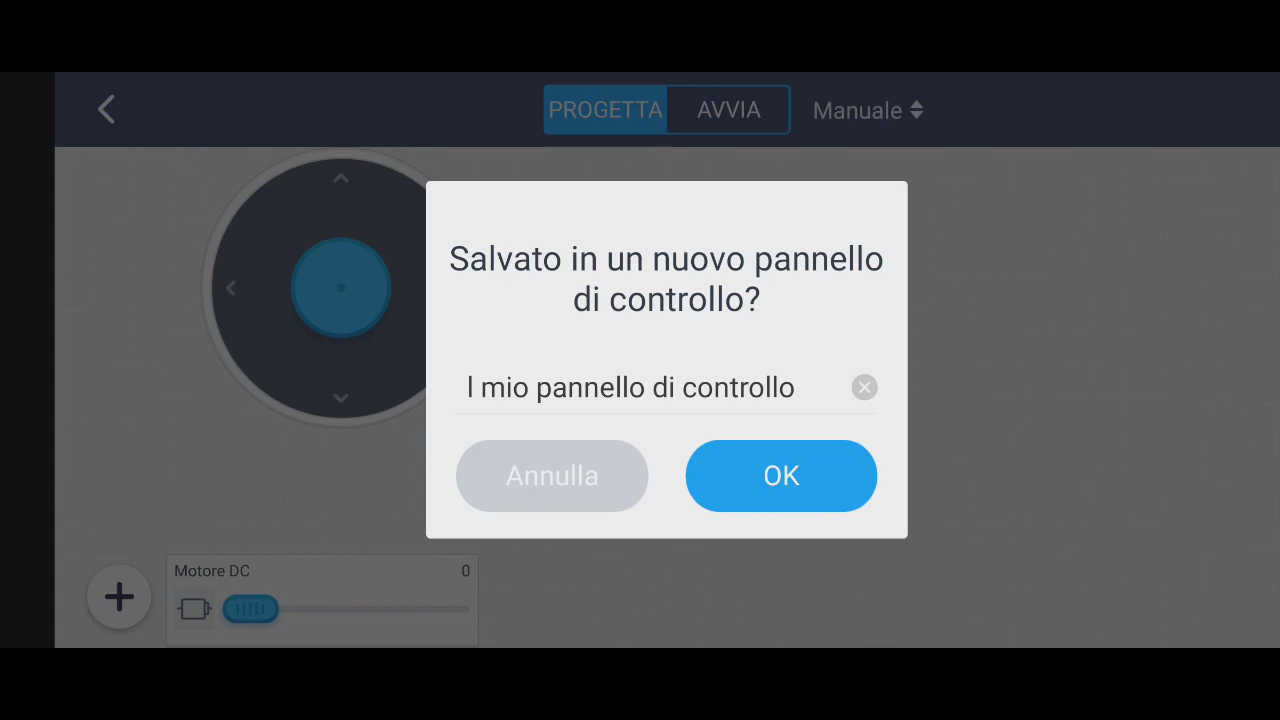 PROGETTA AVVIA Manuale
Salvato in un nuovo pannello
di controllo?
l mio pannello di controllo
Annulla OK
Motore DC 0